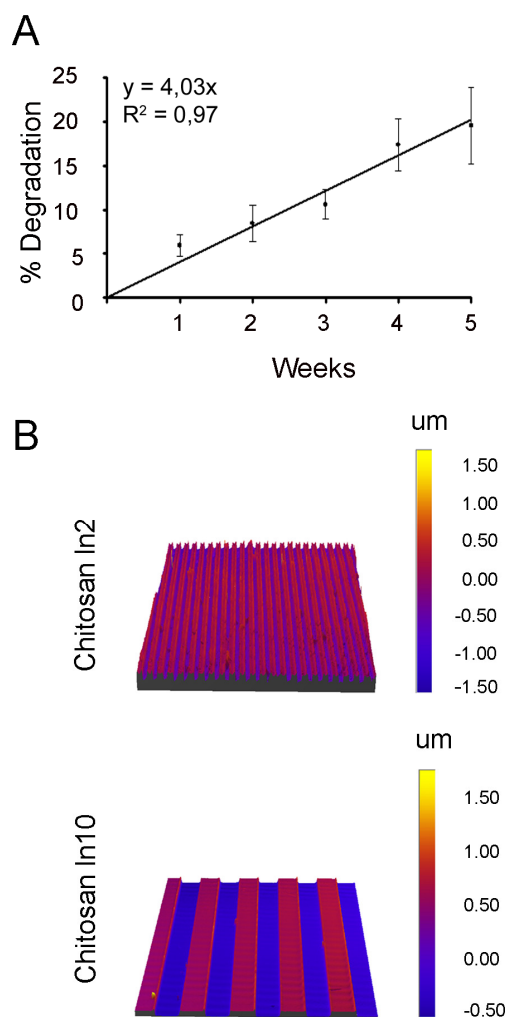 A
y = 4,03x
R² = 0,97
% Degradation
25
20
15
10
5
0
1 2 3 4 5
Weeks
B
um
Chitosan ln2
1.50
1.00
0.50
0.00
-0.50
-1.00
-1.50
um
Chitosan ln10
1.50
1.00
0.50
0.00
-0.50